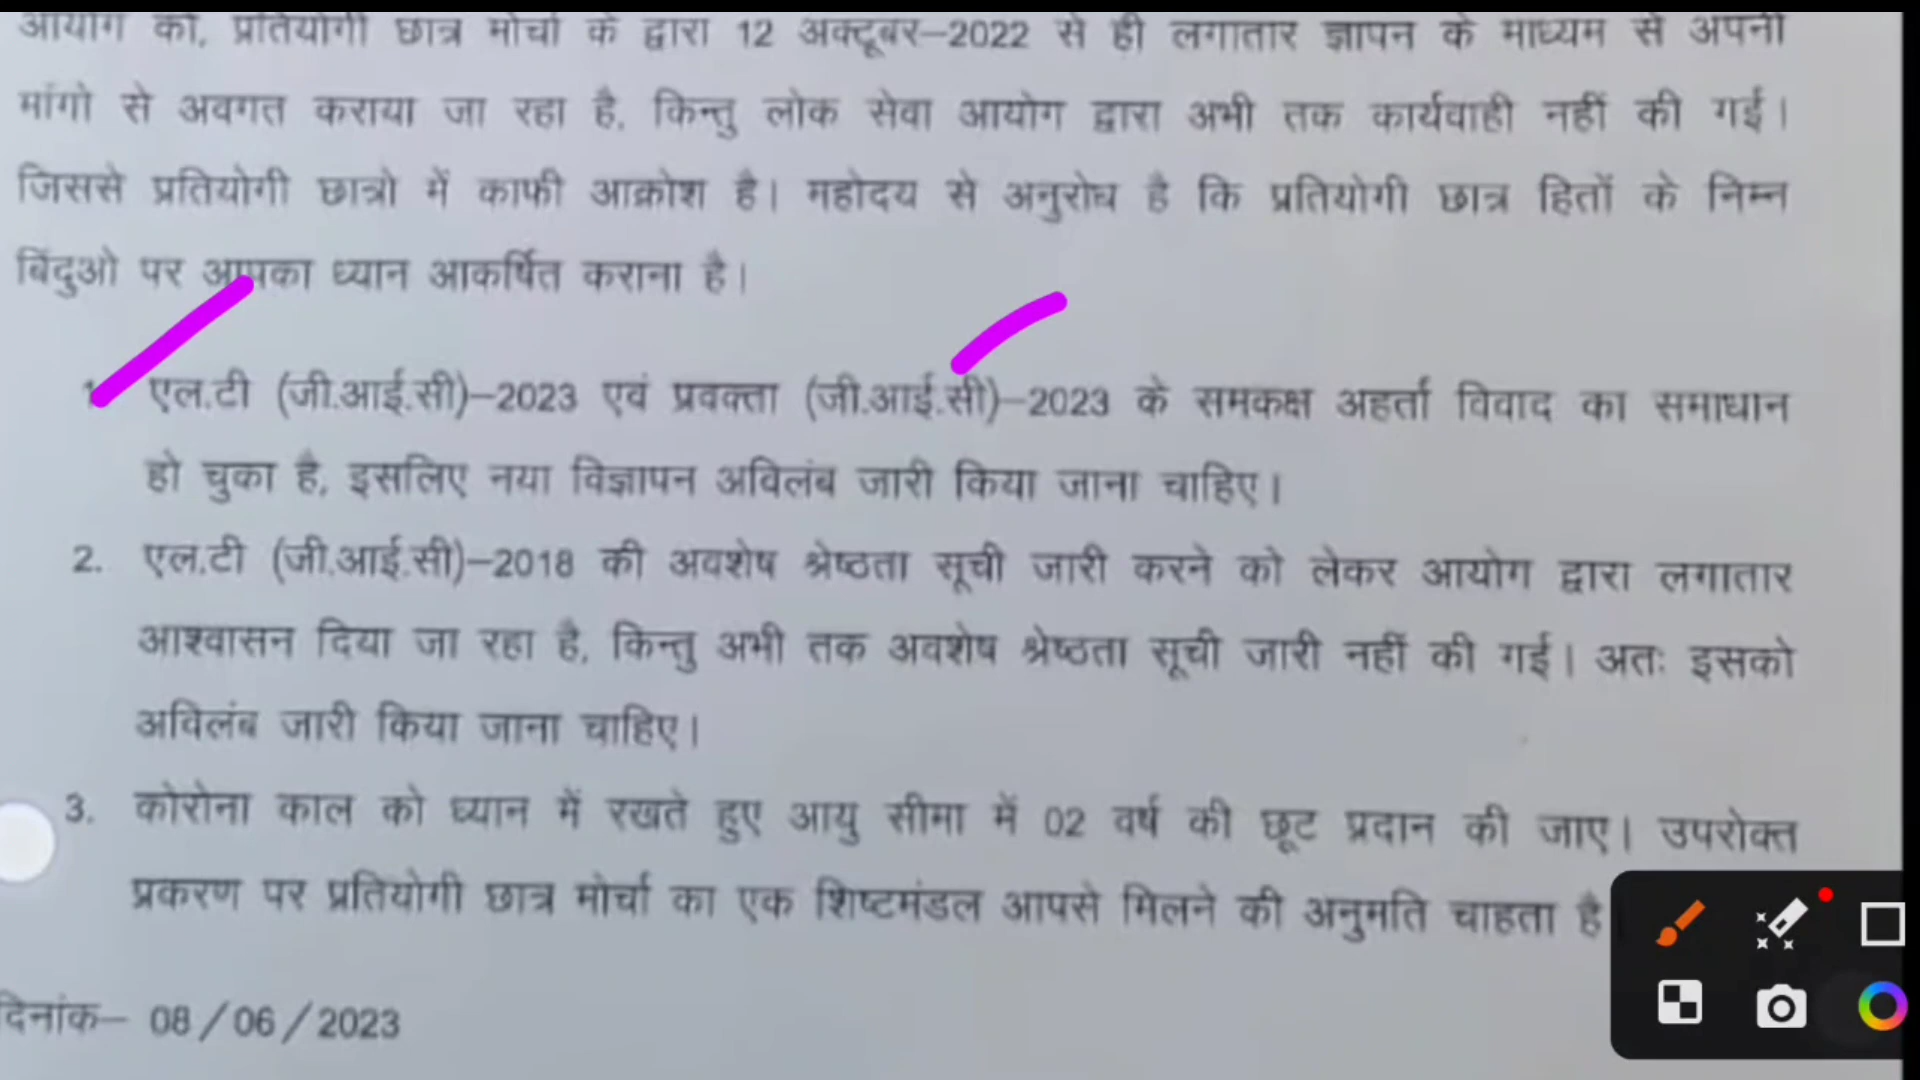 आयोग को, प्रतियोगी छात्र मोर्चा के द्वारा 12 अक्टूबर–2022 से ही लगातार ज्ञापन के माध्यम से अपनी
मांगो से अवगत कराया जा रहा है, किन्तु लोक सेवा आयोग द्वारा अभी तक कार्यवाही नहीं की गई।
जिससे प्रतियोगी छात्रो में काफी आक्रोश है। महोदय से अनुरोध है कि प्रतियोगी छात्र हितों के निम्न
बिंदुओ पर आपका ध्यान आकर्षित कराना है।
1. एल.टी (जी.आई.सी)–2023 एवं प्रवक्ता (जी.आई.सी)–2023 के समकक्ष अहर्ता विवाद का समाधान
हो चुका है, इसलिए नया विज्ञापन अविलंब जारी किया जाना चाहिए।
2. एल.टी (जी.आई.सी)–2018 की अवशेष श्रेष्ठता सूची जारी करने को लेकर आयोग द्वारा लगातार
आश्वासन दिया जा रहा है, किन्तु अभी तक अवशेष श्रेष्ठता सूची जारी नहीं की गई। अतः इसको
अविलंब जारी किया जाना चाहिए।
3. कोरोना काल को ध्यान में रखते हुए आयु सीमा में 02 वर्ष की छूट प्रदान की जाए। उपरोक्त
प्रकरण पर प्रतियोगी छात्र मोर्चा का एक शिष्टमंडल आपसे मिलने की अनुमति चाहता है
दिनांक– 08/06/2023